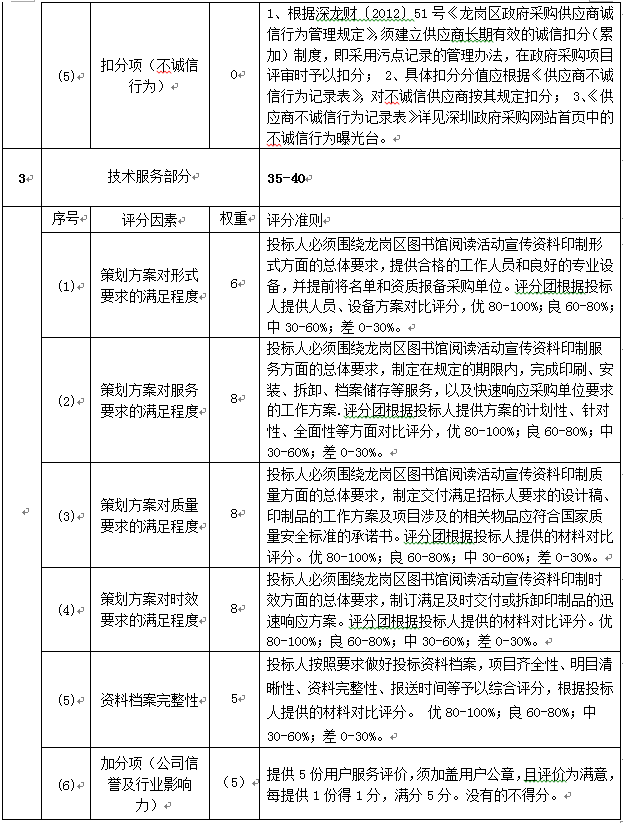 1、根据深龙财〔2012〕51号《龙岗区政府采购供应商诚
信行为管理规定》，须建立供应商长期有效的诚信扣分（累
加）制度，即采用污点记录的管理办法，在政府采购项目
(5) 扣分项（不诚信行为） 0 评审时予以扣分； 2、具体扣分分值应根据《供应商不诚
信行为记录表》，对不诚信供应商按其规定扣分； 3、《供
应商不诚信行为记录表》详见深圳政府采购网站首页中的
不诚信行为曝光台。
3 技术服务部分 35-40
序号 评分因素 权重 评分准则
(1) 策划方案对形式要求的满足程度 6
投标人必须围绕龙岗区图书馆阅读活动宣传资料印制形
式方面的总体要求，提供合格的工作人员和良好的专业设
备，并提前将名单和资质报备采购单位。评分团根据投标
人提供人员、设备方案对比评分，优80-100%；良60-80%；
中30-60%；差0-30%。
(2) 策划方案对服务要求的满足程度 8
投标人必须围绕龙岗区图书馆阅读活动宣传资料印制服
务方面的总体要求，制定在规定的期限内，完成印刷、安
装、拆卸、档案储存等服务，以及快速响应采购单位要求
的工作方案.评分团根据投标人提供方案的计划性、针对
性、全面性等方面对比评分，优80-100%；良60-80%；中
30-60%；差0-30%。
(3) 策划方案对质量要求的满足程度 8
投标人必须围绕龙岗区图书馆阅读活动宣传资料印制质
量方面的总体要求，制定交付满足招标人要求的设计稿、
印制品的工作方案及项目涉及的相关物品应符合国家质
量安全标准的承诺书。评分团根据投标人提供的材料对比
评分。优80-100%；良60-80%；中30-60%；差0-30%。
(4) 策划方案对时效要求的满足程度 8
投标人必须围绕龙岗区图书馆阅读活动宣传资料印制时
效方面的总体要求，制订满足及时交付或拆卸印制品的迅
速响应方案。评分团根据投标人提供的材料对比评分。优
80-100%；良60-80%；中30-60%；差0-30%。
(5) 资料档案完整性 5
投标人按照要求做好投标资料档案，项目齐全性、明目清
晰性、资料完整性、报送时间等予以综合评分，根据投标
人提供的材料对比评分。 优80-100%；良60-80%；中
30-60%；差0-30%。
(6) 加分项（公司信誉及行业影响力） （5）
提供5份用户服务评价，须加盖用户公章，且评价为满意，
每提供1份得1分，满分5分。没有的不得分。